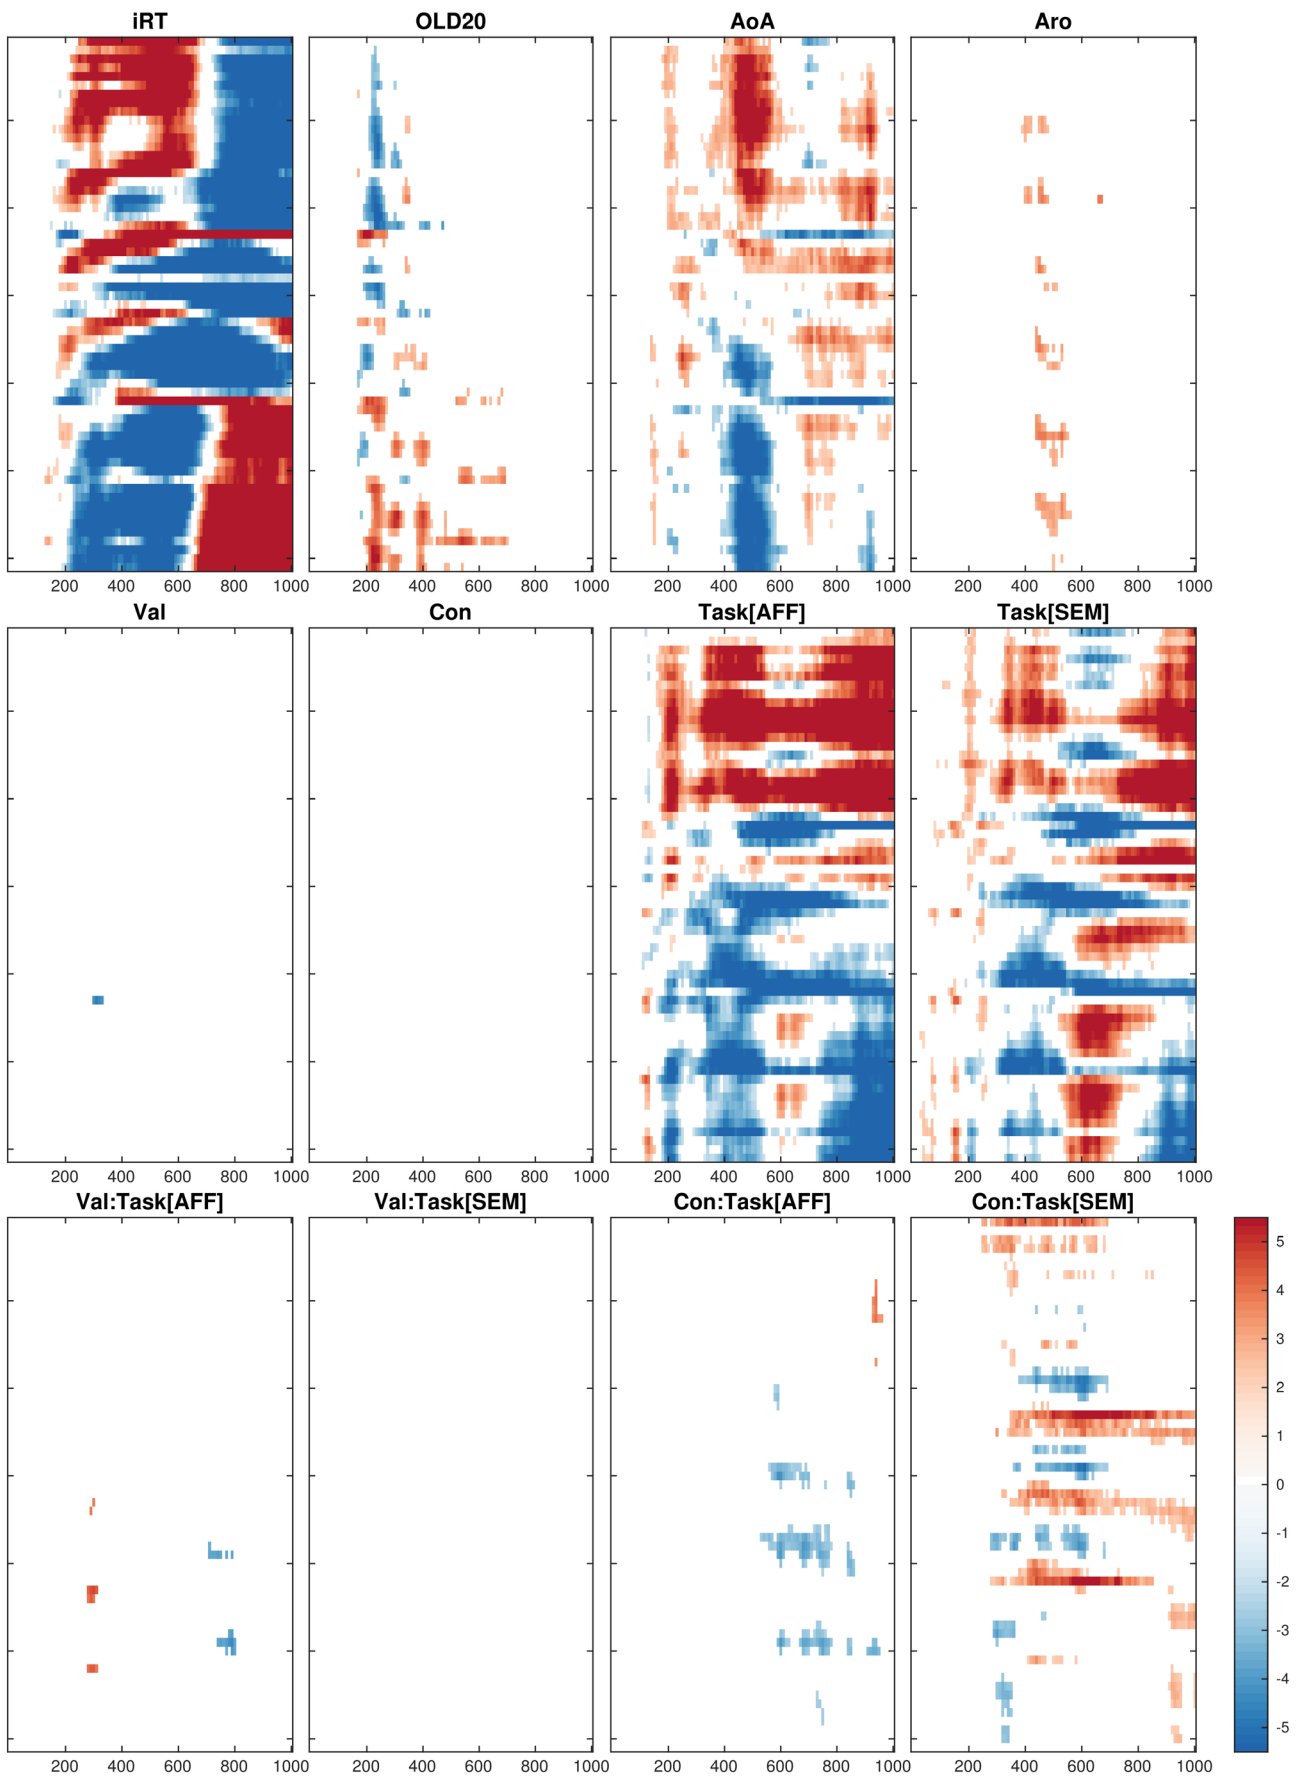 iRT OLD20 AoA Aro
200 400 600 800 1000 200 400 600 800 1000 200 400 600 800 1000 200 400 600 800 1000
Val Con Task[AFF] Task[SEM]
200 400 600 800 1000 200 400 600 800 1000 200 400 600 800 1000 200 400 600 800 1000
Val:Task[AFF] Val:Task[SEM] Con:Task[AFF] Con:Task[SEM]
5
4
3
2
1
0
-1
-2
-3
-4
-5
200 400 600 800 1000 200 400 600 800 1000 200 400 600 800 1000 200 400 600 800 1000